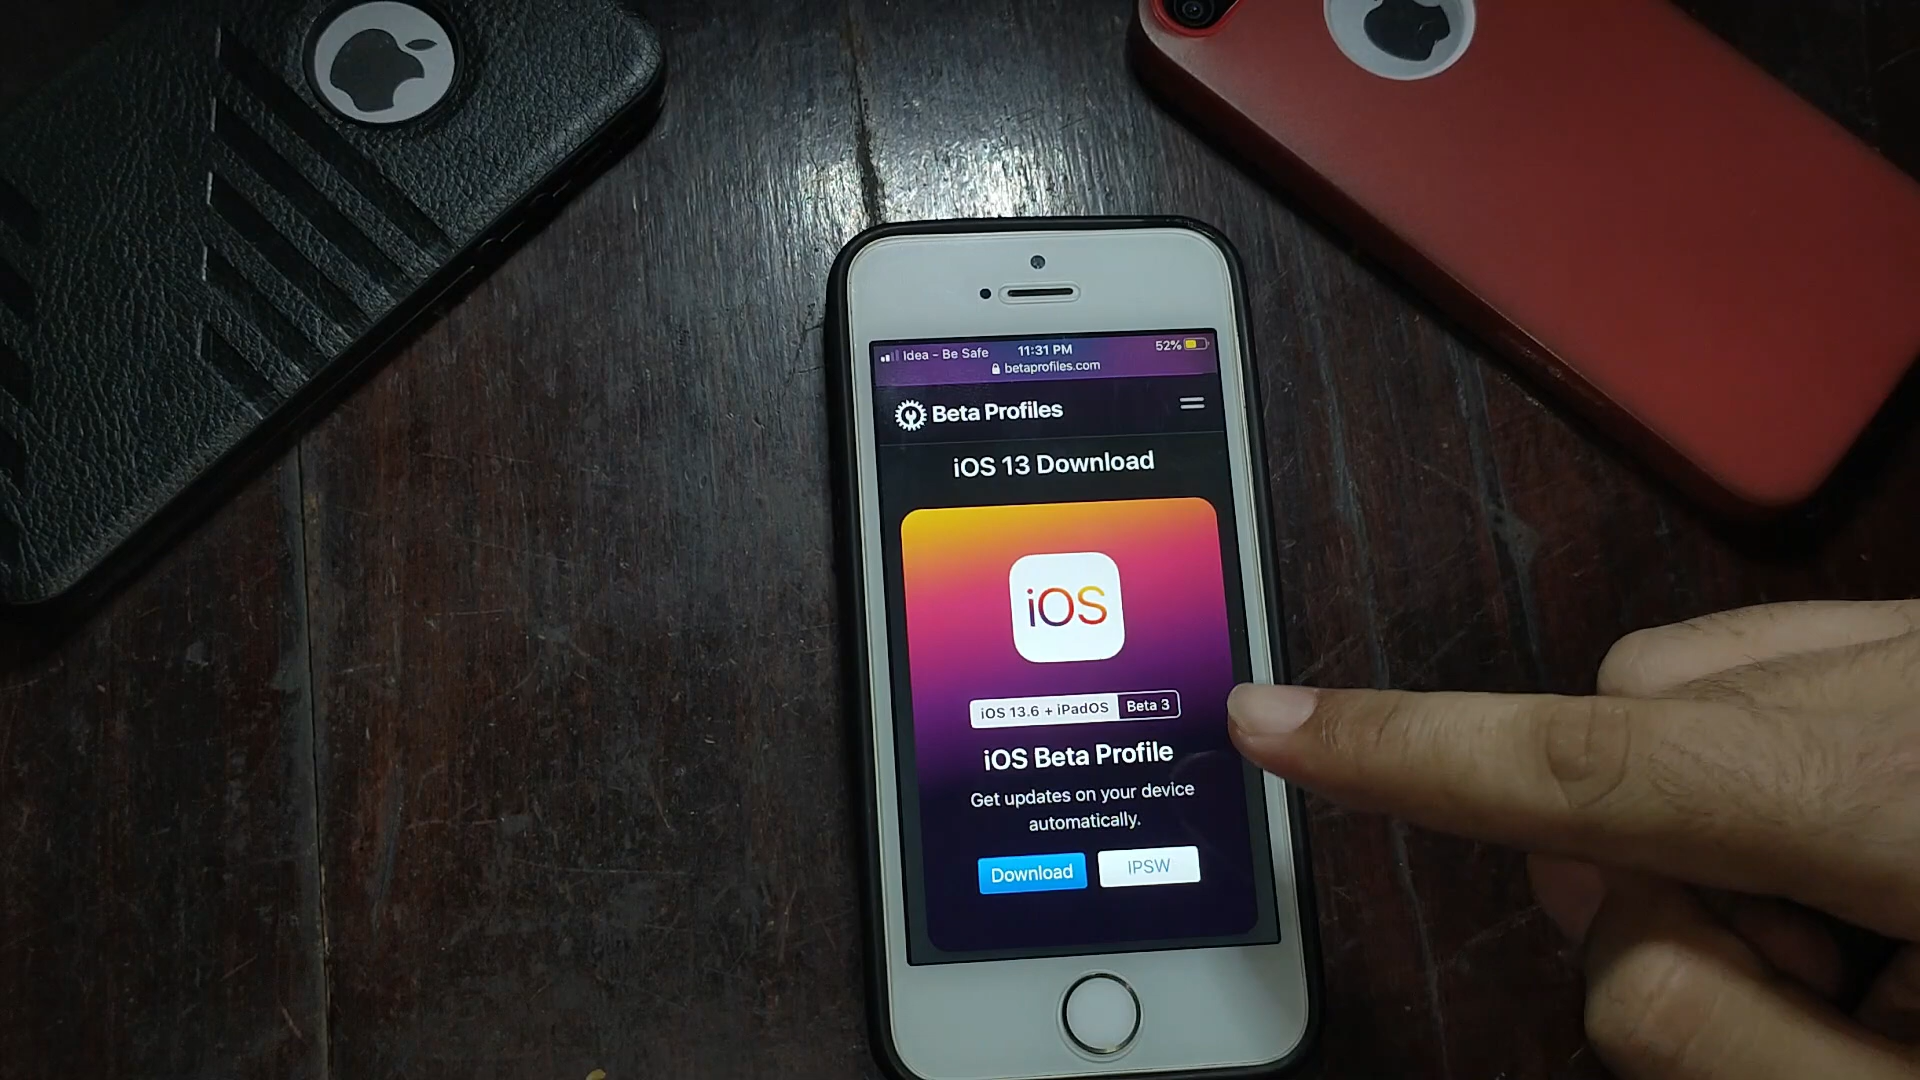 Idea - Be Safe 11:31 PM 52%
betaprofiles.com
Beta Profiles
iOS 13 Download
iOS
iOS 13.6 + iPadOS Beta 3
iOS Beta Profile
Get updates on your device
automatically.
Download IPSW